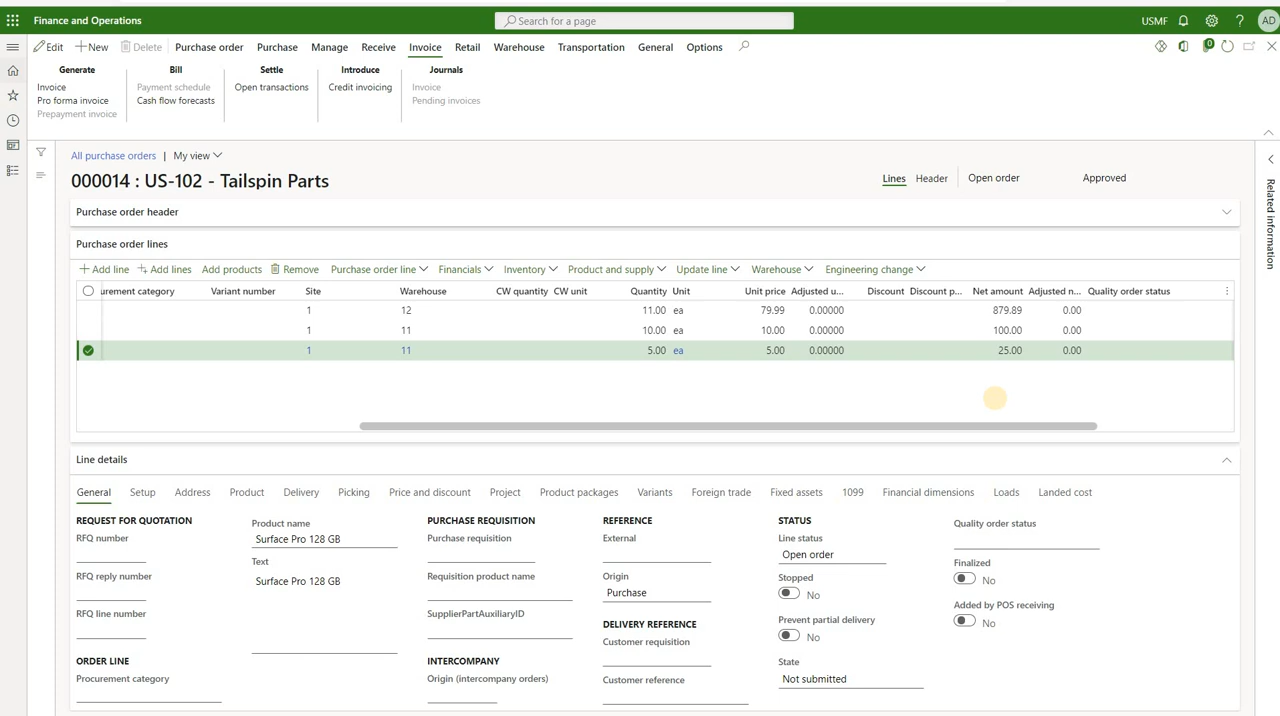 Finance and Operations
Search for a page
USMF
AD
Edit
New
Delete
Purchase order
Purchase
Manage
Receive
Invoice
Retail
Warehouse
Transportation
General
Options
0
Generate
Bill
Settle
Introduce
Journals
Invoice
Payment schedule
Open transactions
Credit invoicing
Invoice
Pro forma invoice
Cash flow forecasts
Pending invoices
Prepayment invoice
All purchase orders | My view
000014 : US-102 - Tailspin Parts
Lines
Header
Open order
Approved
Related information
Purchase order header
Purchase order lines
Add line
Add lines
Add products
Remove
Purchase order line
Financials
Inventory
Product and supply
Update line
Warehouse
Engineering change
urement category Variant number Site Warehouse CW quantity CW unit Quantity Unit Unit price Adjusted u... Discount Discount p... Net amount Adjusted n... Quality order status
1 12 11.00 ea 79.99 0.00000 879.89 0.00
1 11 10.00 ea 10.00 0.00000 100.00 0.00
1 11 5.00 ea 5.00 0.00000 25.00 0.00
Line details
General
Setup
Address
Product
Delivery
Picking
Price and discount
Project
Product packages
Variants
Foreign trade
Fixed assets
1099
Financial dimensions
Loads
Landed cost
REQUEST FOR QUOTATION
RFQ number
RFQ reply number
RFQ line number
ORDER LINE
Procurement category
Product name
Surface Pro 128 GB
Text
Surface Pro 128 GB
PURCHASE REQUISITION
Purchase requisition
Requisition product name
SupplierPartAuxiliaryID
INTERCOMPANY
Origin (intercompany orders)
REFERENCE
External
Origin
Purchase
DELIVERY REFERENCE
Customer requisition
Customer reference
STATUS
Line status
Open order
Stopped
No
Prevent partial delivery
No
State
Not submitted
Quality order status
Finalized
No
Added by POS receiving
No